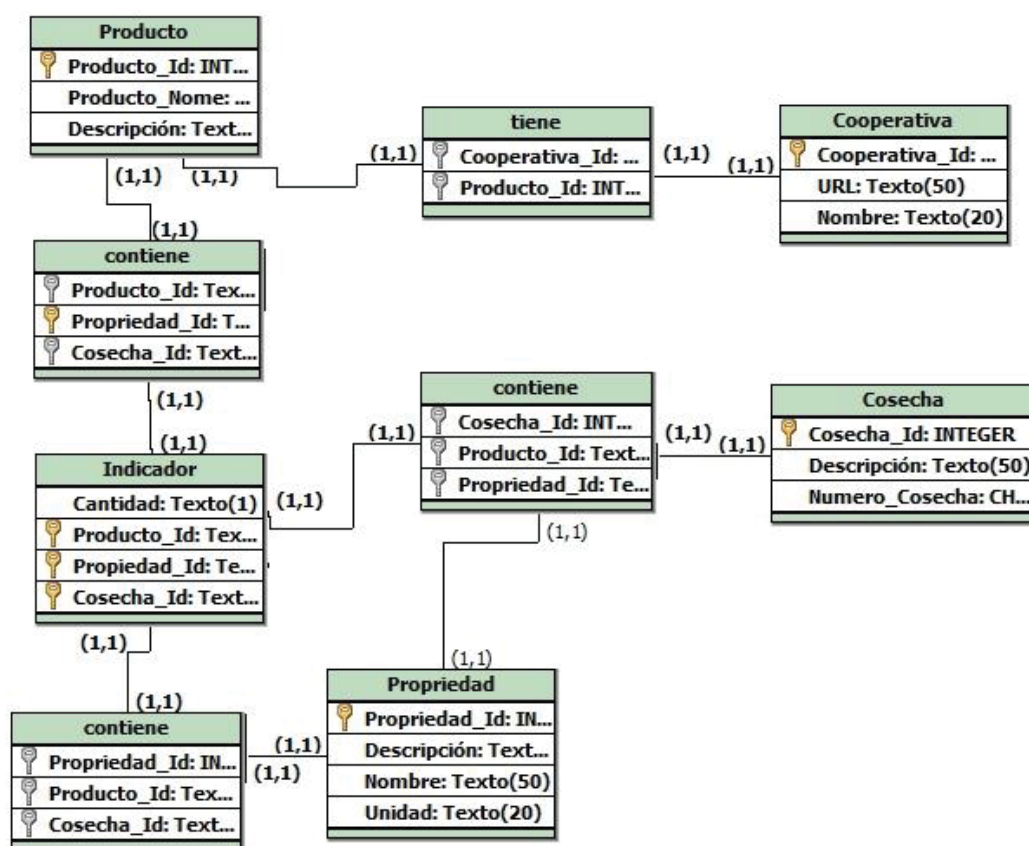 Producto
Producto_Id: INT...
Producto_Nome: ...
Descripción: Text...
(1,1)
(1,1)
(1,1)
tiene
Cooperativa_Id: ...
Producto_Id: INT...
(1,1)
(1,1)
Cooperativa
Cooperativa_Id: ...
URL: Texto(50)
Nombre: Texto(20)
(1,1)
contiene
Producto_Id: Tex...
Propriedad_Id: T...
Cosecha_Id: Text...
(1,1)
(1,1)
Indicador
Cantidad: Texto(1)
Producto_Id: Tex...
Propiedad_Id: Te...
Cosecha_Id: Text...
(1,1)
(1,1)
contiene
Cosecha_Id: INT...
Producto_Id: Text...
Propriedad_Id: Te...
(1,1)
(1,1)
Cosecha
Cosecha_Id: INTEGER
Descripción: Texto(50)
Numero_Cosecha: CH...
(1,1)
(1,1)
(1,1)
(1,1)
contiene
Propriedad_Id: IN...
Producto_Id: Tex...
Cosecha_Id: Text...
(1,1)
(1,1)
Propriedad
Propriedad_Id: IN...
Descripción: Text...
Nombre: Texto(50)
Unidad: Texto(20)